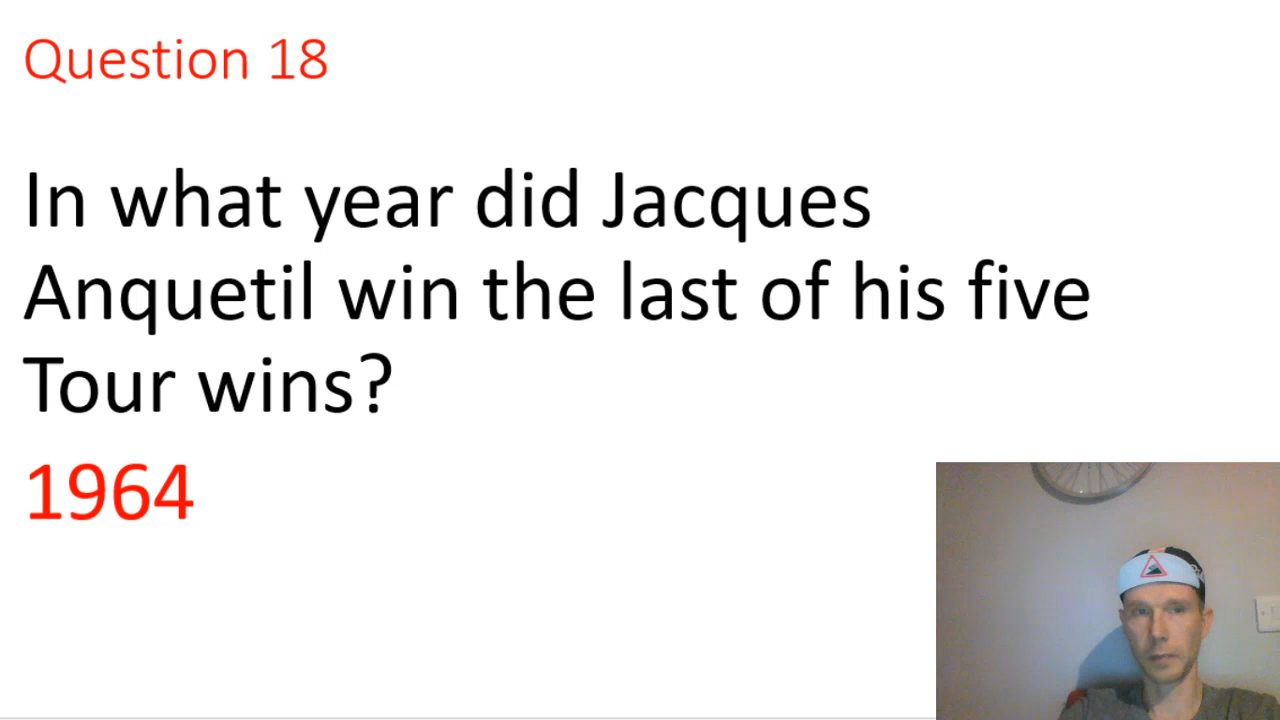 Question 18
In what year did Jacques
Anquetil win the last of his five
Tour wins?
1964